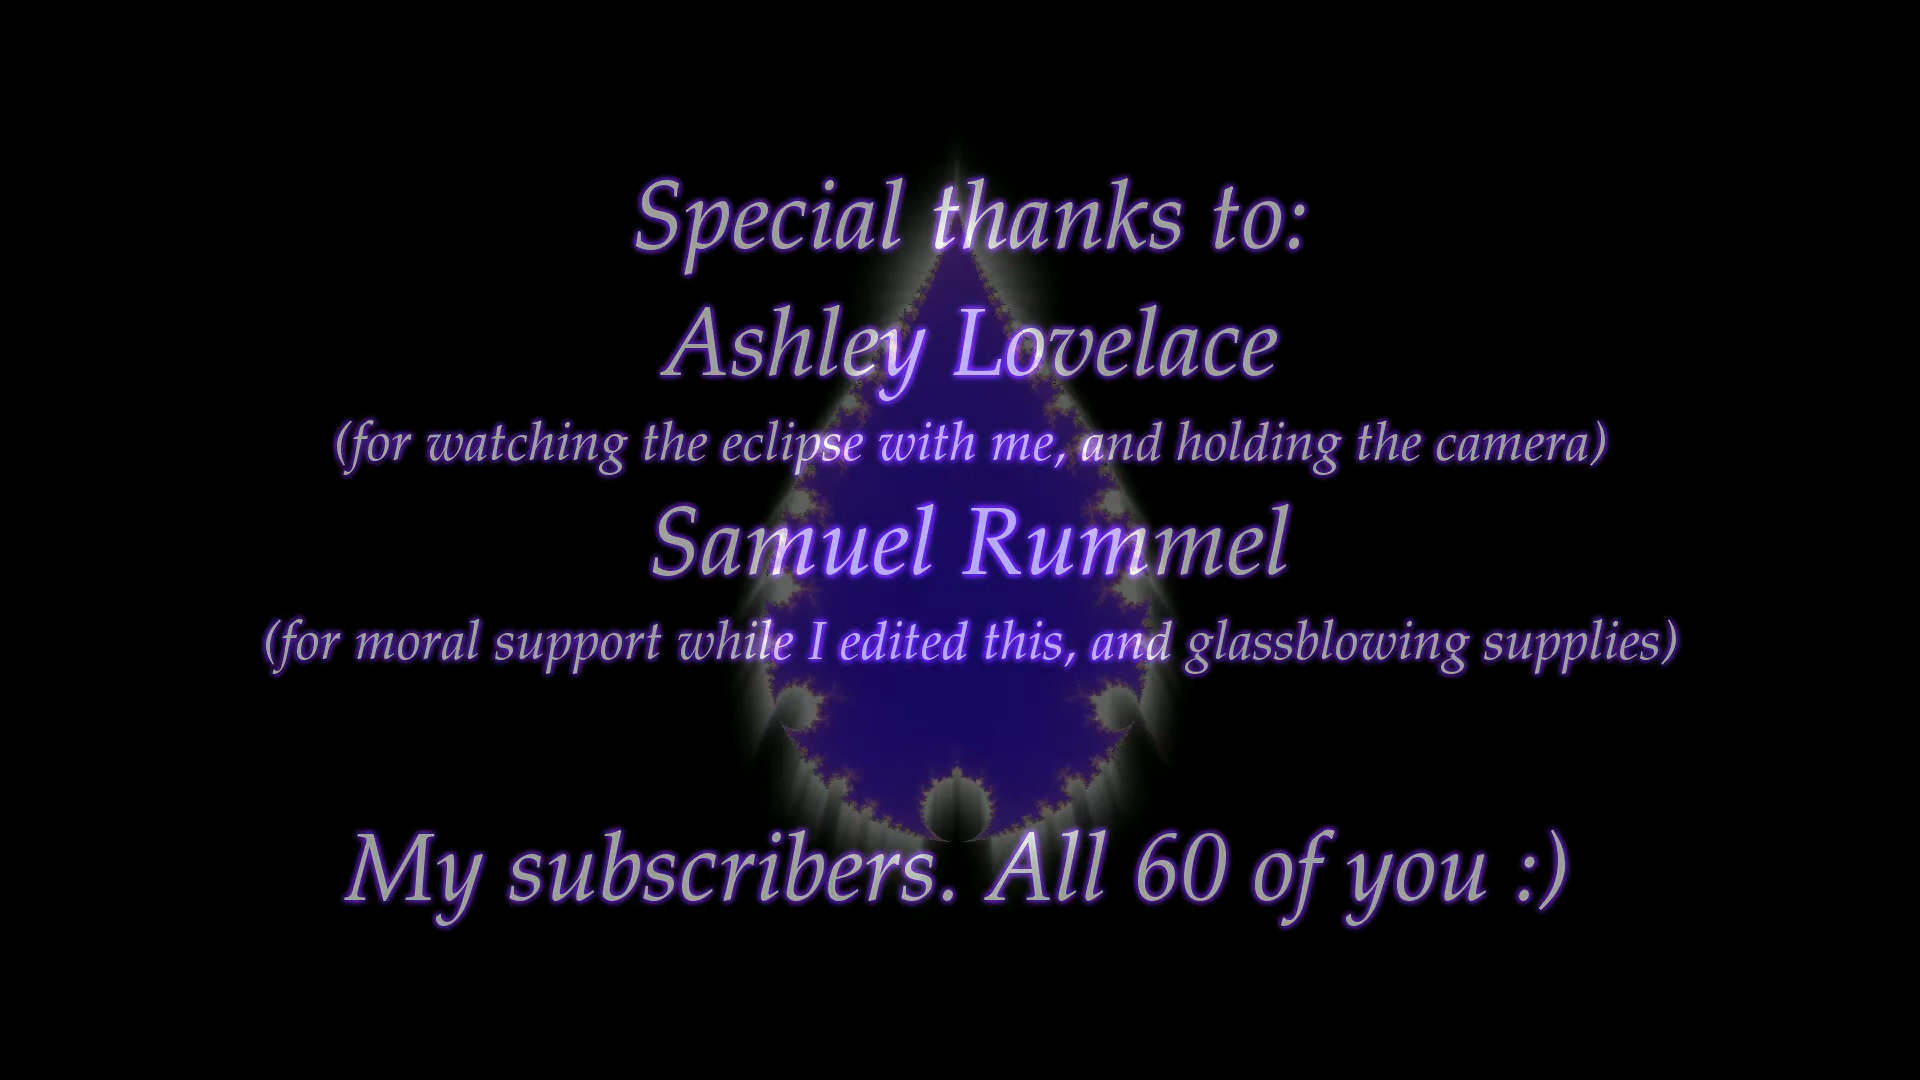 Special thanks to:
Ashley Lovelace
(for watching the eclipse with me, and holding the camera)
Samuel Rummel
(for moral support while I edited this, and glassblowing supplies)
My subscribers. All 60 of you :)